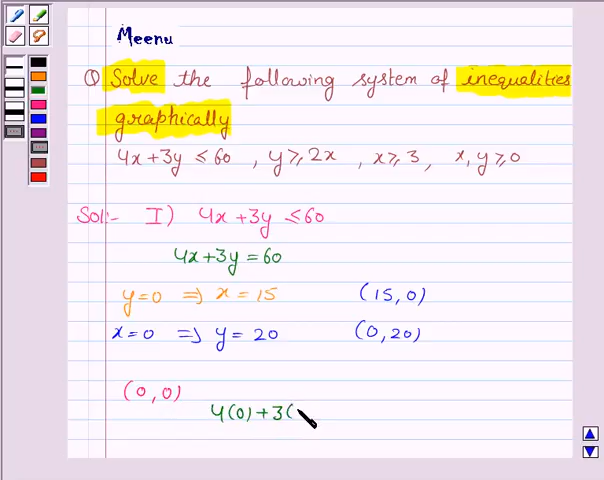 Meenu
Q Solve the following system of inequalities
graphically
4x+3y ≤ 60 , y ≥ 2x , x ≥ 3 , x, y ≥ 0
Sol:- I) 4x+3y ≤ 60
4x+3y = 60
y=0 ⇒ x = 15 (15, 0)
x=0 ⇒ y = 20 (0, 20)
(0, 0)
4(0) + 3(